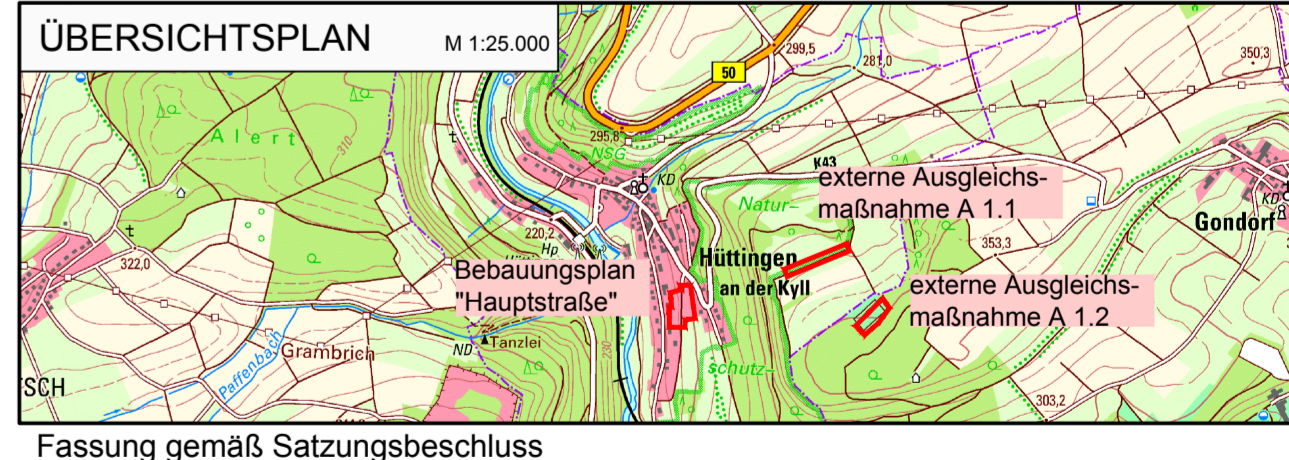 ÜBERSICHTSPLAN M 1:25.000
299,5
350,3
50
281,0
Alert
310
295,8
NSG
K43
KD
externe Ausgleichs-
maßnahme A 1.1
Natur-
KD
Gondorf
220,2
Hp
322,0
353,3
Hüttingen
an der Kyll
Bebauungsplan
"Hauptstraße"
externe Ausgleichs-
maßnahme A 1.2
Tanzlei
ND
Grambrich
230
Paffenbach
schutz-
SCH
303,2
Fassung gemäß Satzungsbeschluss